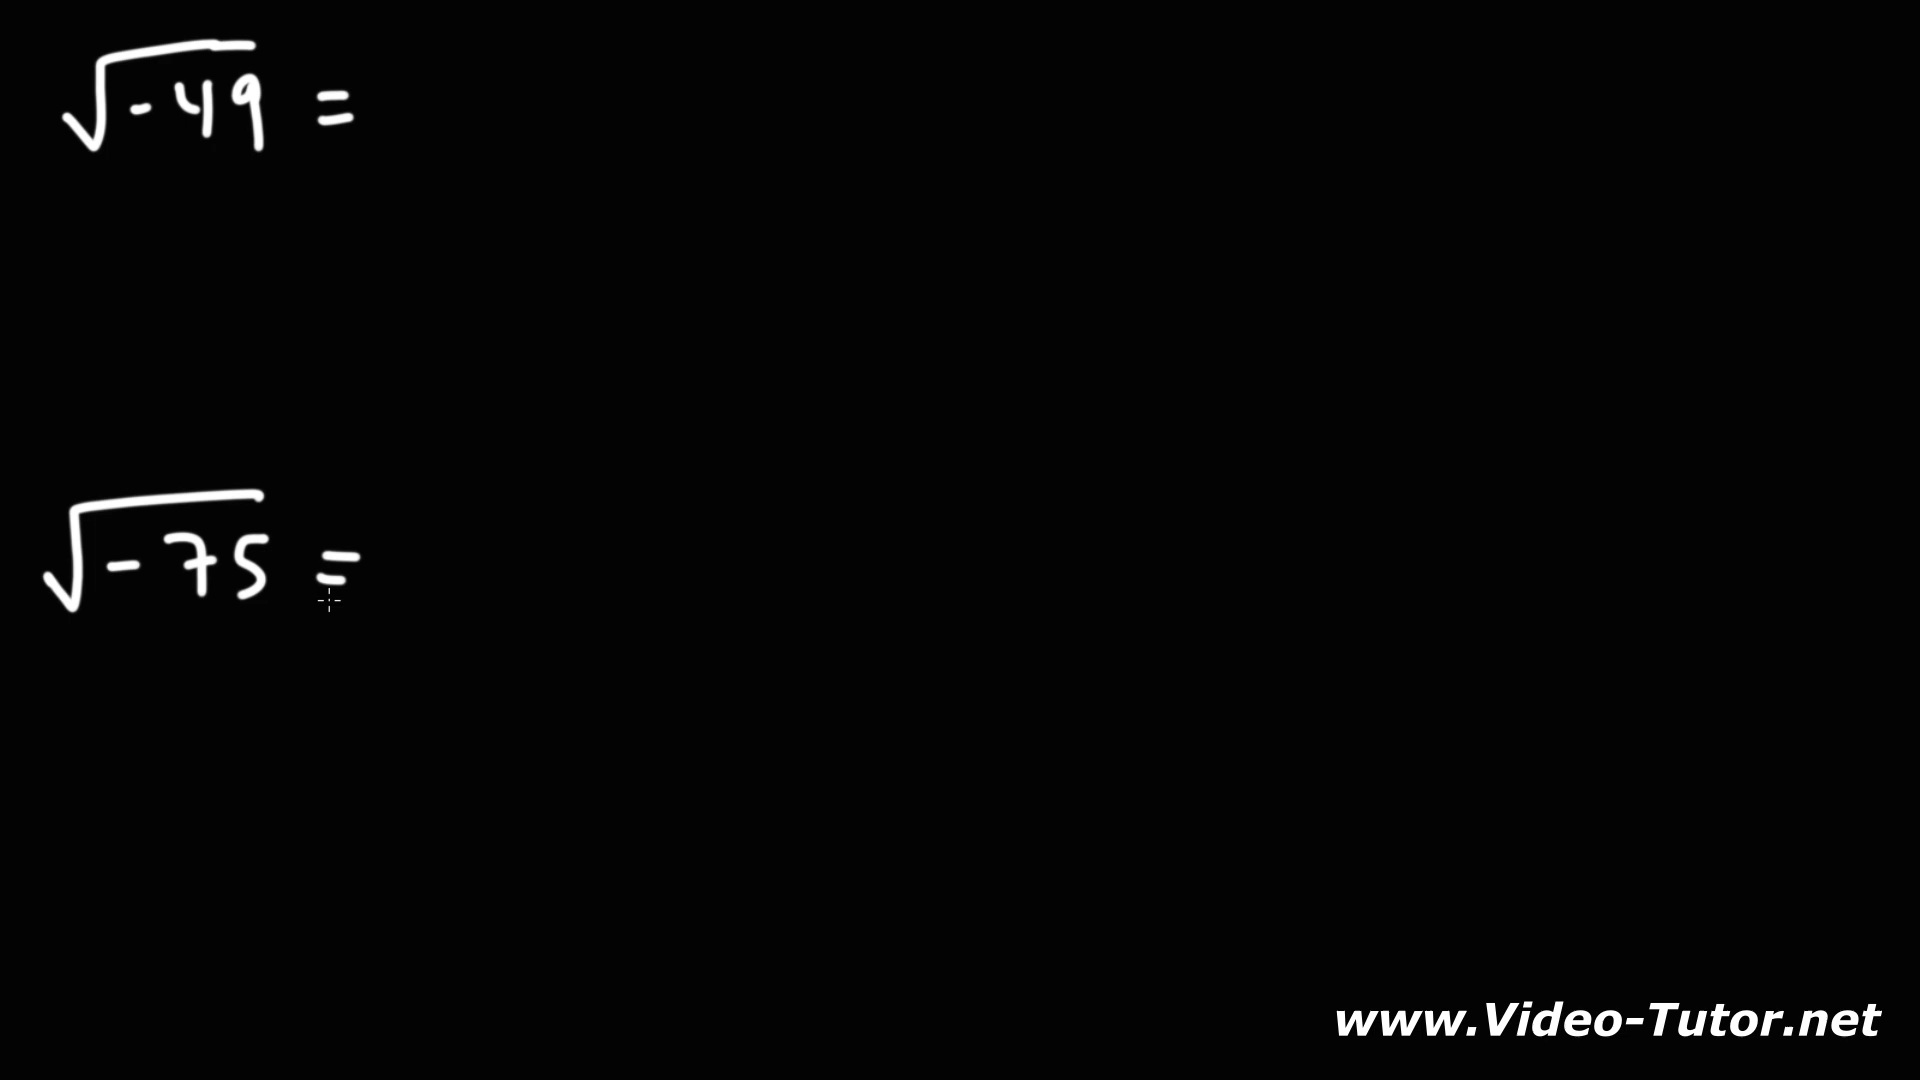 √-49 =
√-75 =
www.Video-Tutor.net